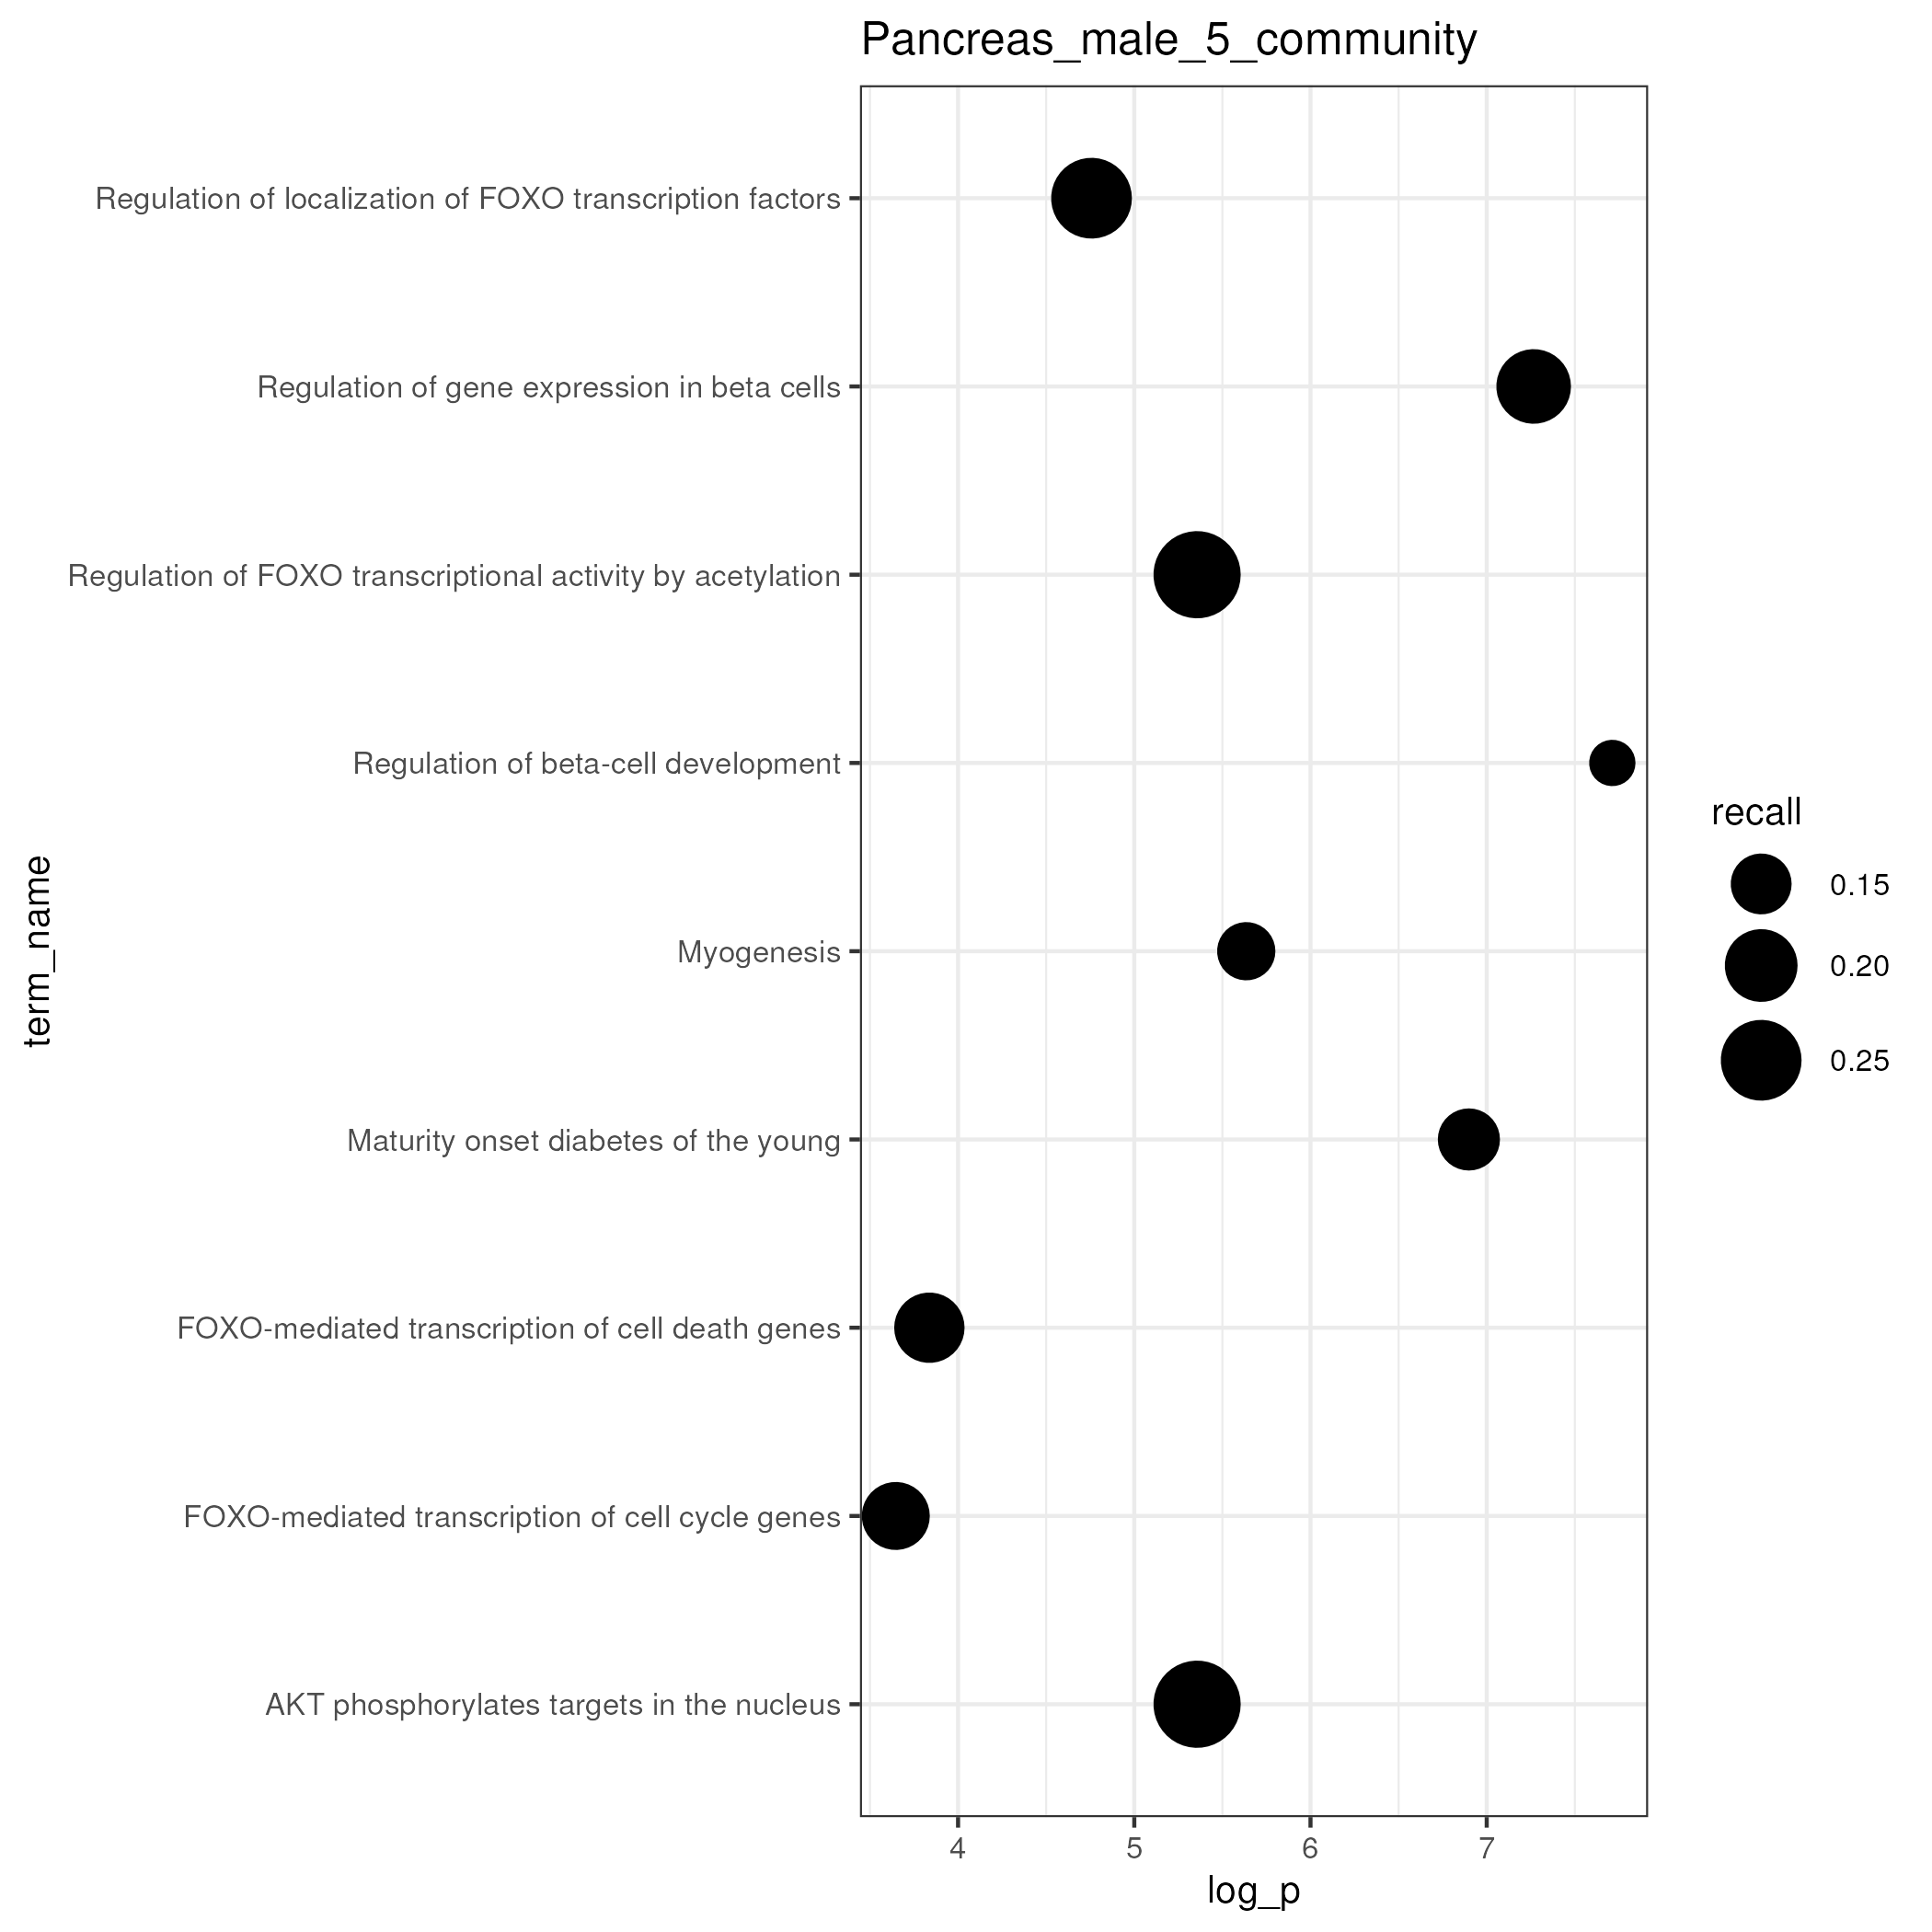 Pancreas_male_5_community
term_name
Regulation of localization of FOXO transcription factors
Regulation of gene expression in beta cells
Regulation of FOXO transcriptional activity by acetylation
Regulation of beta-cell development
Myogenesis
Maturity onset diabetes of the young
FOXO-mediated transcription of cell death genes
FOXO-mediated transcription of cell cycle genes
AKT phosphorylates targets in the nucleus
4 5 6 7
log_p
recall
0.15
0.20
0.25